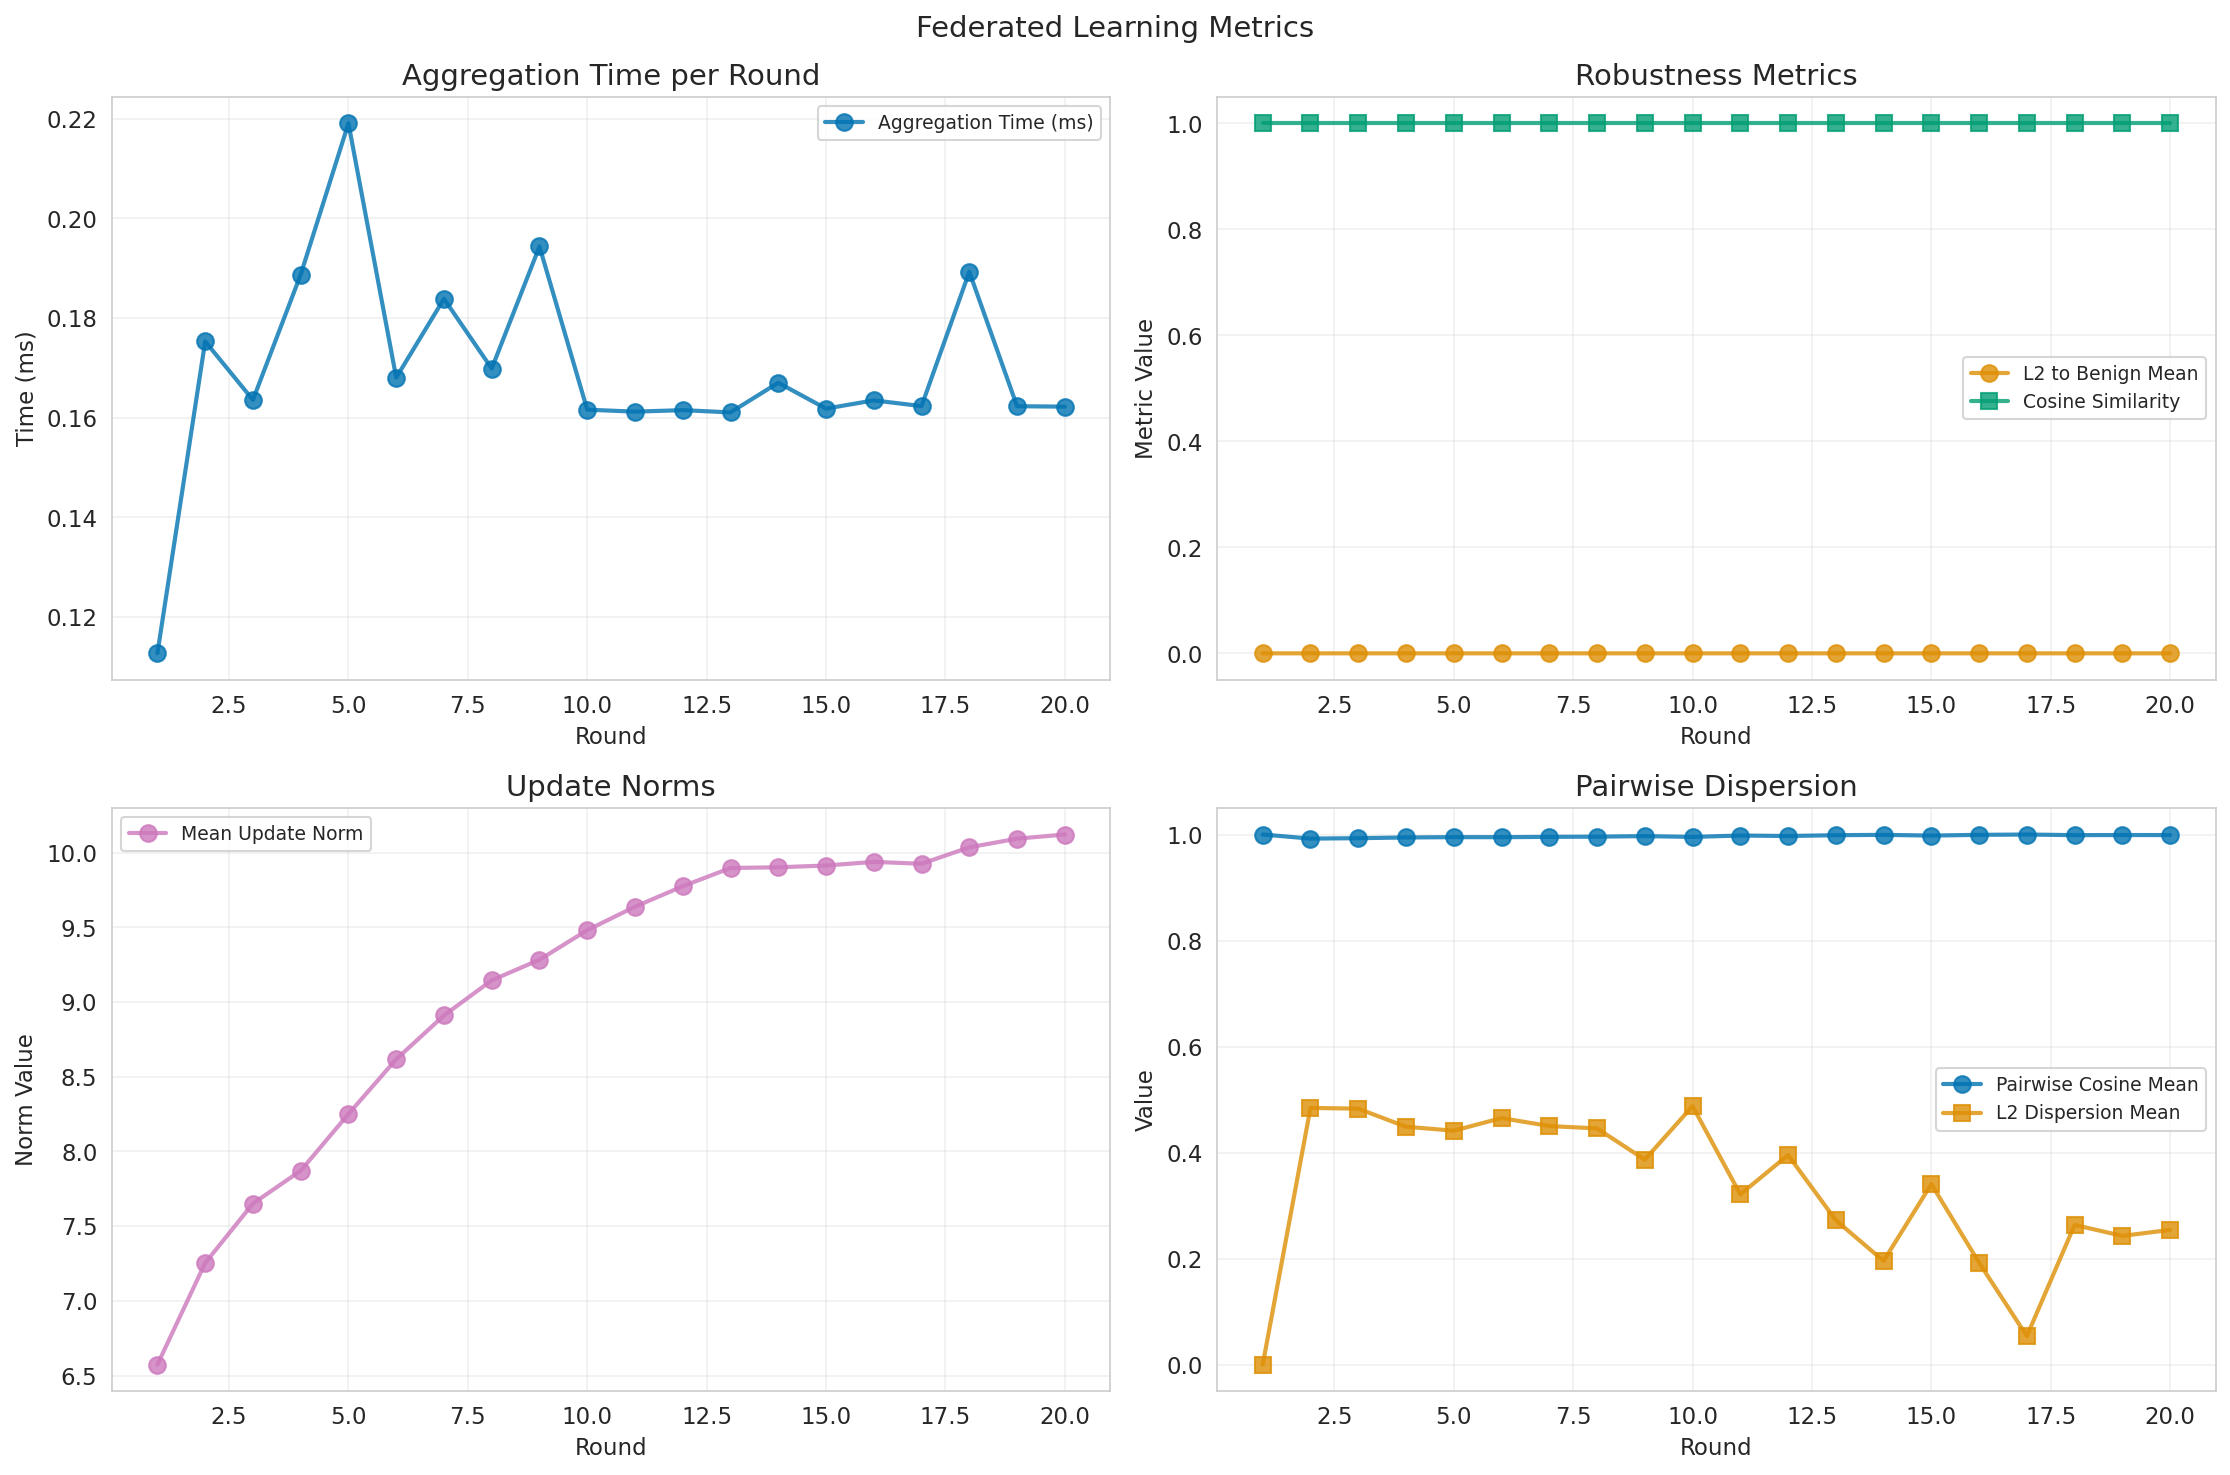 Federated Learning Metrics
Aggregation Time per Round
Aggregation Time (ms)
Time (ms)
0.22
0.20
0.18
0.16
0.14
0.12
2.5 5.0 7.5 10.0 12.5 15.0 17.5 20.0
Round
Robustness Metrics
L2 to Benign Mean
Cosine Similarity
Metric Value
1.0
0.8
0.6
0.4
0.2
0.0
2.5 5.0 7.5 10.0 12.5 15.0 17.5 20.0
Round
Update Norms
Mean Update Norm
Norm Value
10.0
9.5
9.0
8.5
8.0
7.5
7.0
6.5
2.5 5.0 7.5 10.0 12.5 15.0 17.5 20.0
Round
Pairwise Dispersion
Pairwise Cosine Mean
L2 Dispersion Mean
Value
1.0
0.8
0.6
0.4
0.2
0.0
2.5 5.0 7.5 10.0 12.5 15.0 17.5 20.0
Round